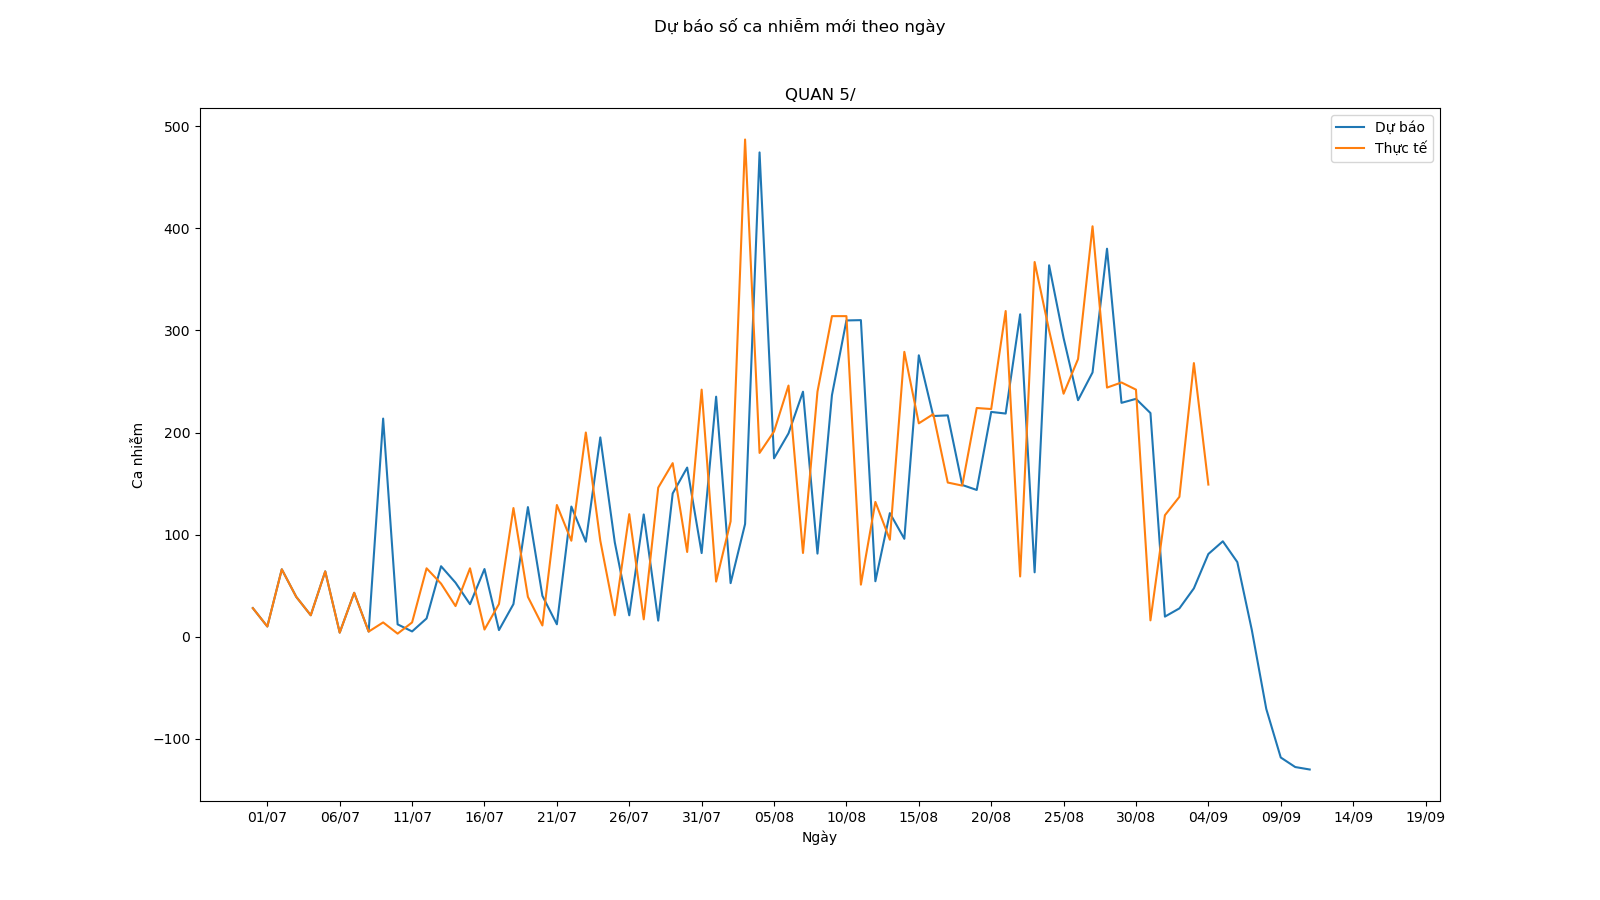 Dự báo số ca nhiễm mới theo ngày
QUAN 5/
Dự báo
Thực tế
500
400
300
200
100
0
−100
Ca nhiễm
01/07 06/07 11/07 16/07 21/07 26/07 31/07 05/08 10/08 15/08 20/08 25/08 30/08 04/09 09/09 14/09 19/09
Ngày